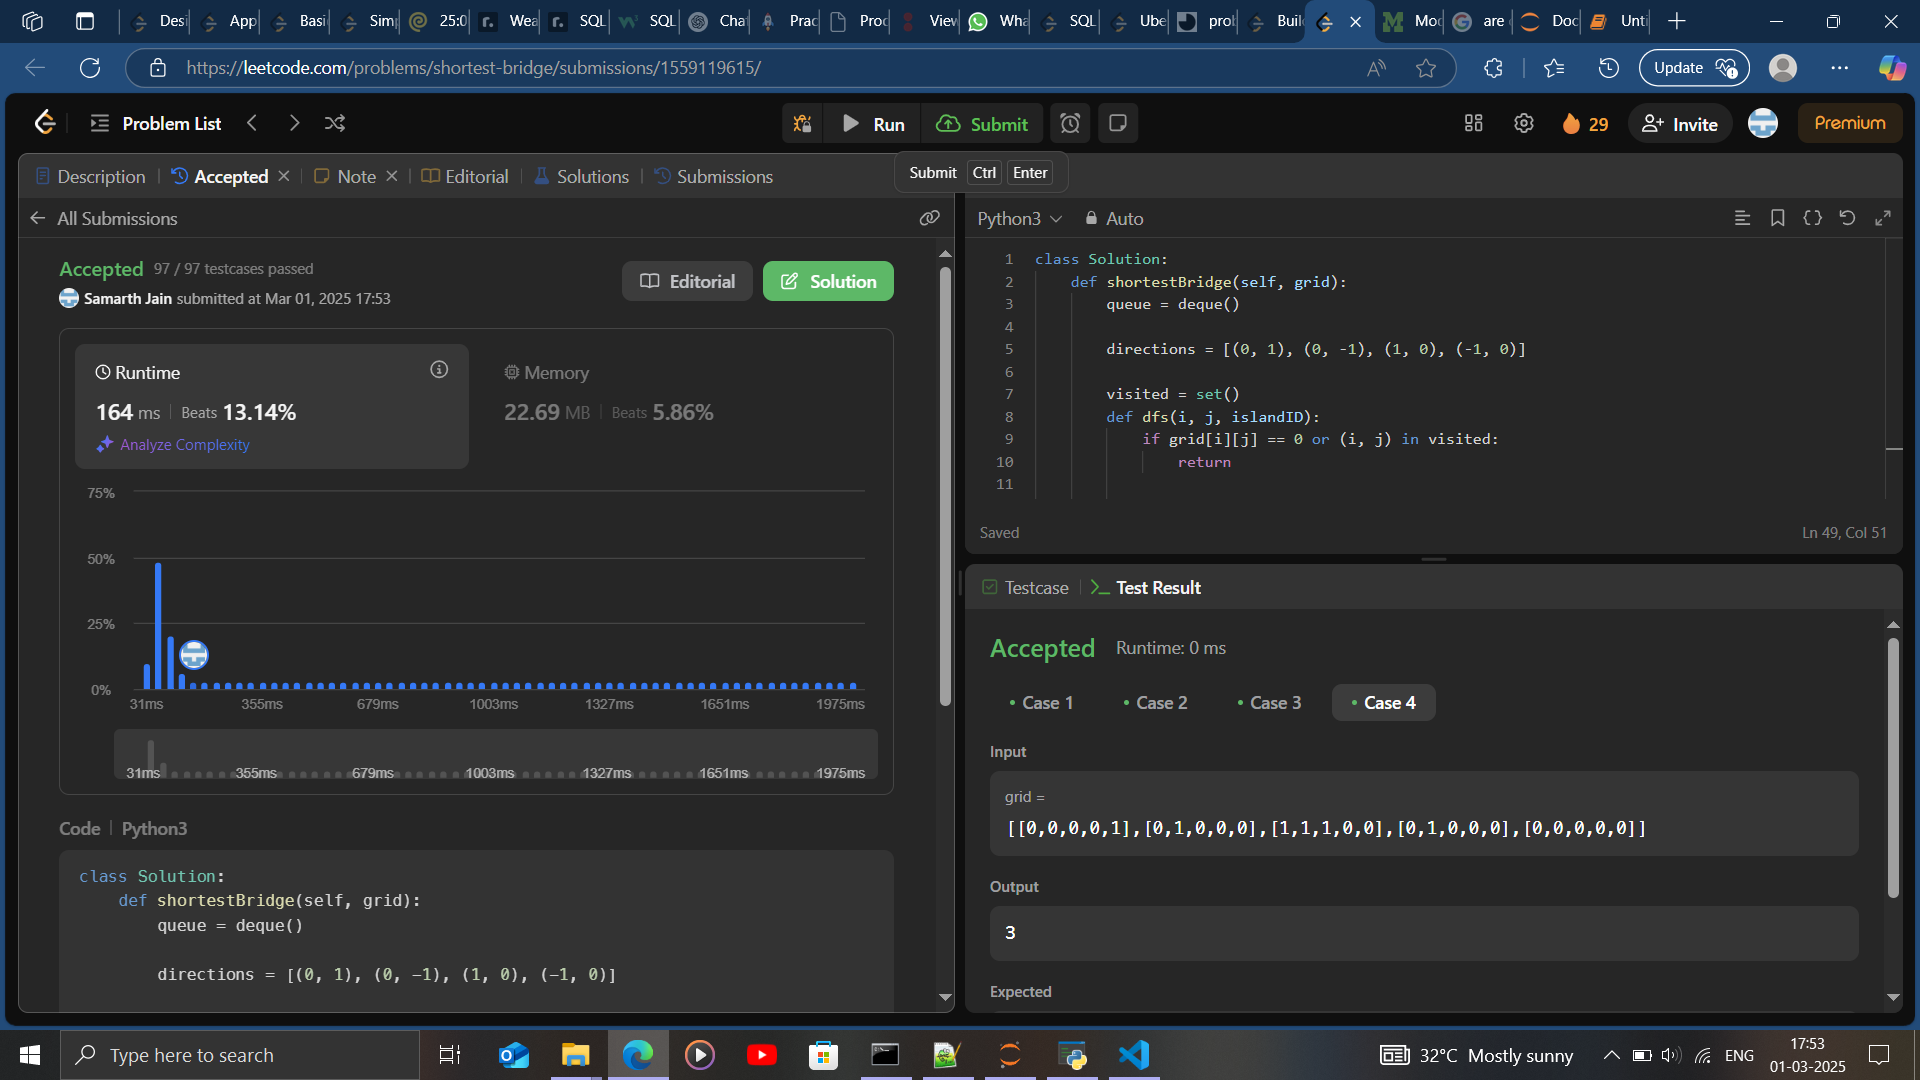 Desi
App
Basi
Sim
25:0
Wea
SQL
SQL
Cha
Prac
Proc
View
Wha
SQL
Ube
prob
Build
Mod
are
Doc
Unti
https://leetcode.com/problems/shortest-bridge/submissions/1559119615/
Update
Problem List
Run
Submit
29
Invite
Premium
Description
Accepted
Note
Editorial
Solutions
Submissions
Submit Ctrl Enter
All Submissions
Accepted 97 / 97 testcases passed
Samarth Jain submitted at Mar 01, 2025 17:53
Editorial
Solution
Runtime
164 ms | Beats 13.14%
Analyze Complexity
Memory
22.69 MB | Beats 5.86%
75%
50%
25%
0%
31ms 355ms 679ms 1003ms 1327ms 1651ms 1975ms
31ms 355ms 679ms 1003ms 1327ms 1651ms 1975ms
Code | Python3
class Solution:
def shortestBridge(self, grid):
queue = deque()
directions = [(0, 1), (0, -1), (1, 0), (-1, 0)]
Python3 Auto
1 class Solution:
2 def shortestBridge(self, grid):
3 queue = deque()
4
5 directions = [(0, 1), (0, -1), (1, 0), (-1, 0)]
6
7 visited = set()
8 def dfs(i, j, islandID):
9 if grid[i][j] == 0 or (i, j) in visited:
10 return
11
Saved
Ln 49, Col 51
Testcase
Test Result
Accepted Runtime: 0 ms
Case 1
Case 2
Case 3
Case 4
Input
grid =
[[0,0,0,0,1],[0,1,0,0,0],[1,1,1,0,0],[0,1,0,0,0],[0,0,0,0,0]]
Output
3
Expected
Type here to search
32°C Mostly sunny
ENG
17:53
01-03-2025